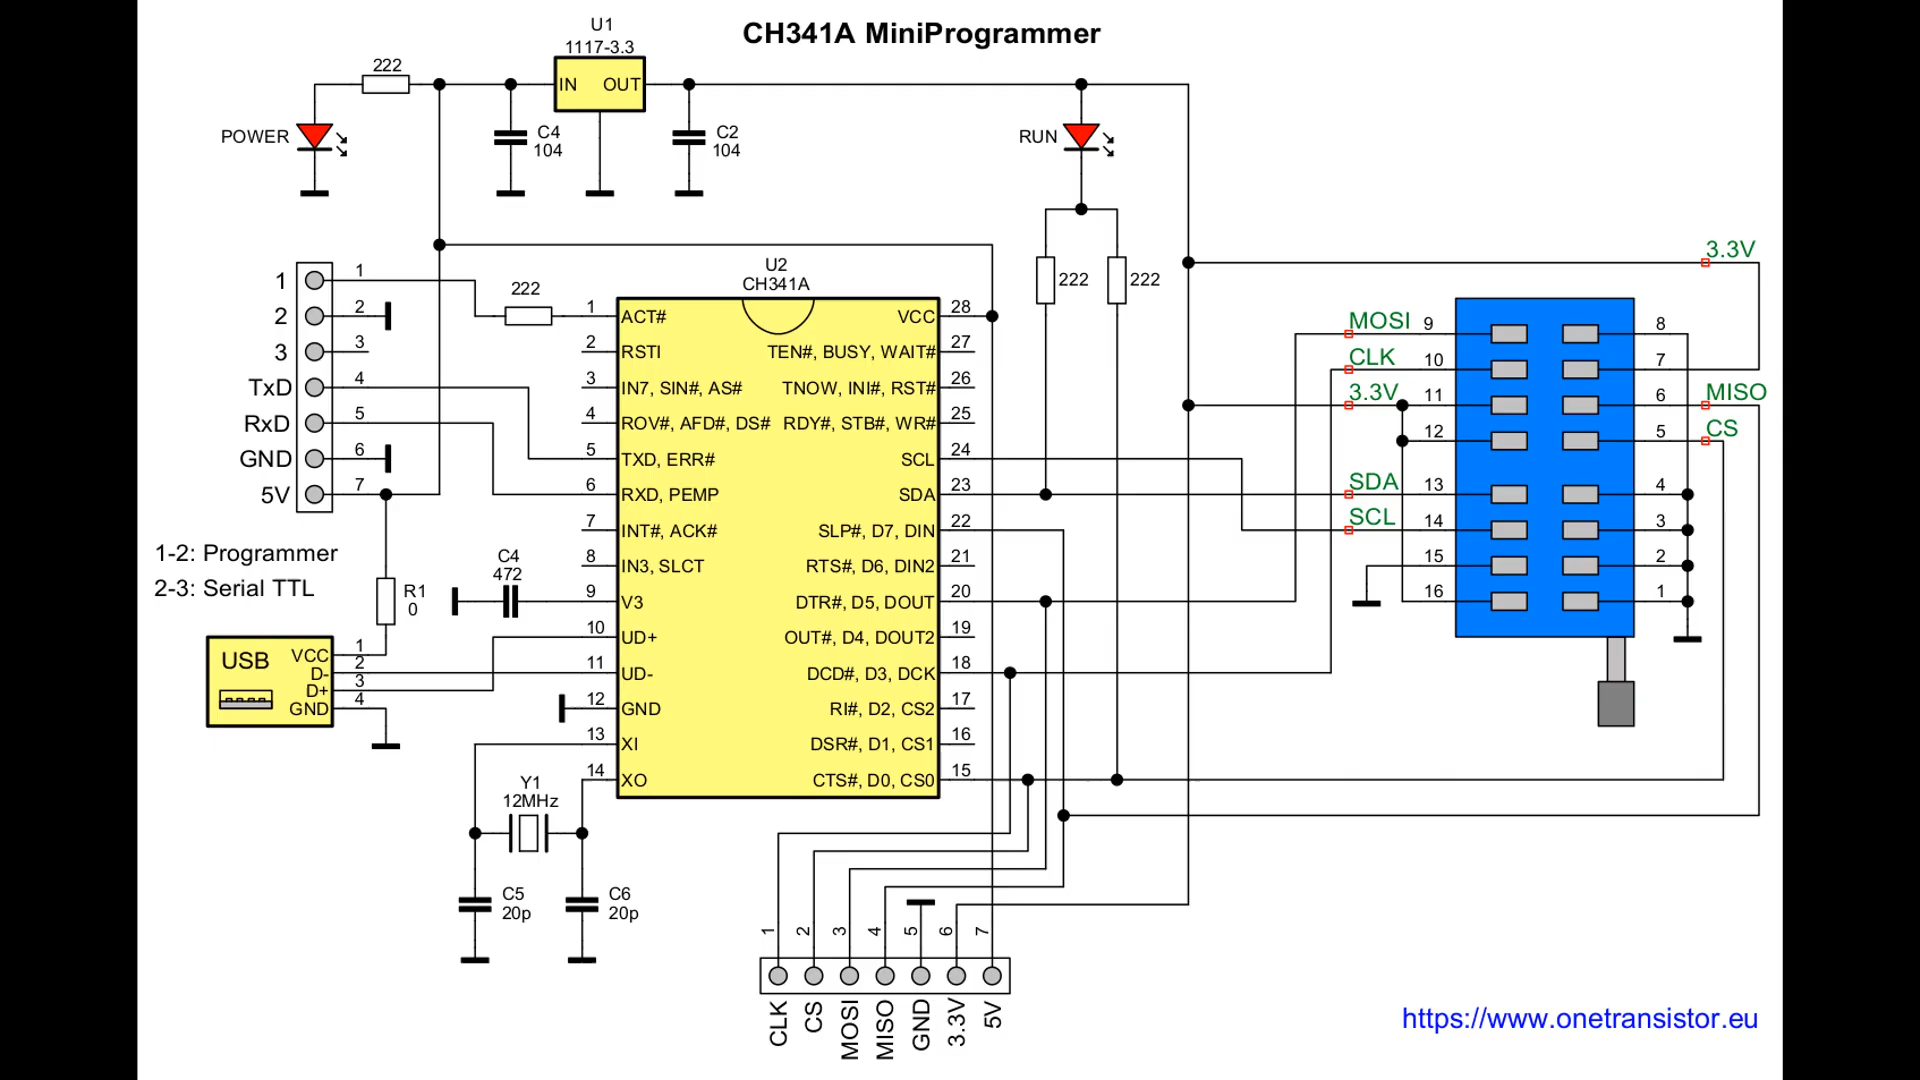 CH341A MiniProgrammer
U1
1117-3.3
IN OUT
222
POWER
C4
104
C2
104
RUN
222
222
3.3V
1 1
2 2
3 3
TxD 4
RxD 5
GND 6
5V 7
1-2: Programmer
2-3: Serial TTL
222
U2
CH341A
1 ACT#
2 RSTI
3 IN7, SIN#, AS#
4 ROV#, AFD#, DS#
5 TXD, ERR#
6 RXD, PEMP
7 INT#, ACK#
8 IN3, SLCT
9 V3
10 UD+
11 UD-
12 GND
13 XI
14 XO
VCC 28
TEN#, BUSY, WAIT# 27
TNOW, INI#, RST# 26
RDY#, STB#, WR# 25
SCL 24
SDA 23
SLP#, D7, DIN 22
RTS#, D6, DIN2 21
DTR#, D5, DOUT 20
OUT#, D4, DOUT2 19
DCD#, D3, DCK 18
RI#, D2, CS2 17
DSR#, D1, CS1 16
CTS#, D0, CS0 15
MOSI 9
CLK 10
3.3V 11
12
SDA 13
SCL 14
15
16
8
7
6 MISO
5 CS
4
3
2
1
C4
472
R1
0
USB
VCC 1
D- 2
D+ 3
GND 4
Y1
12MHz
C5
20p
C6
20p
1 2 3 4 5 6 7
CLK CS MOSI MISO GND 3.3V 5V
https://www.onetransistor.eu